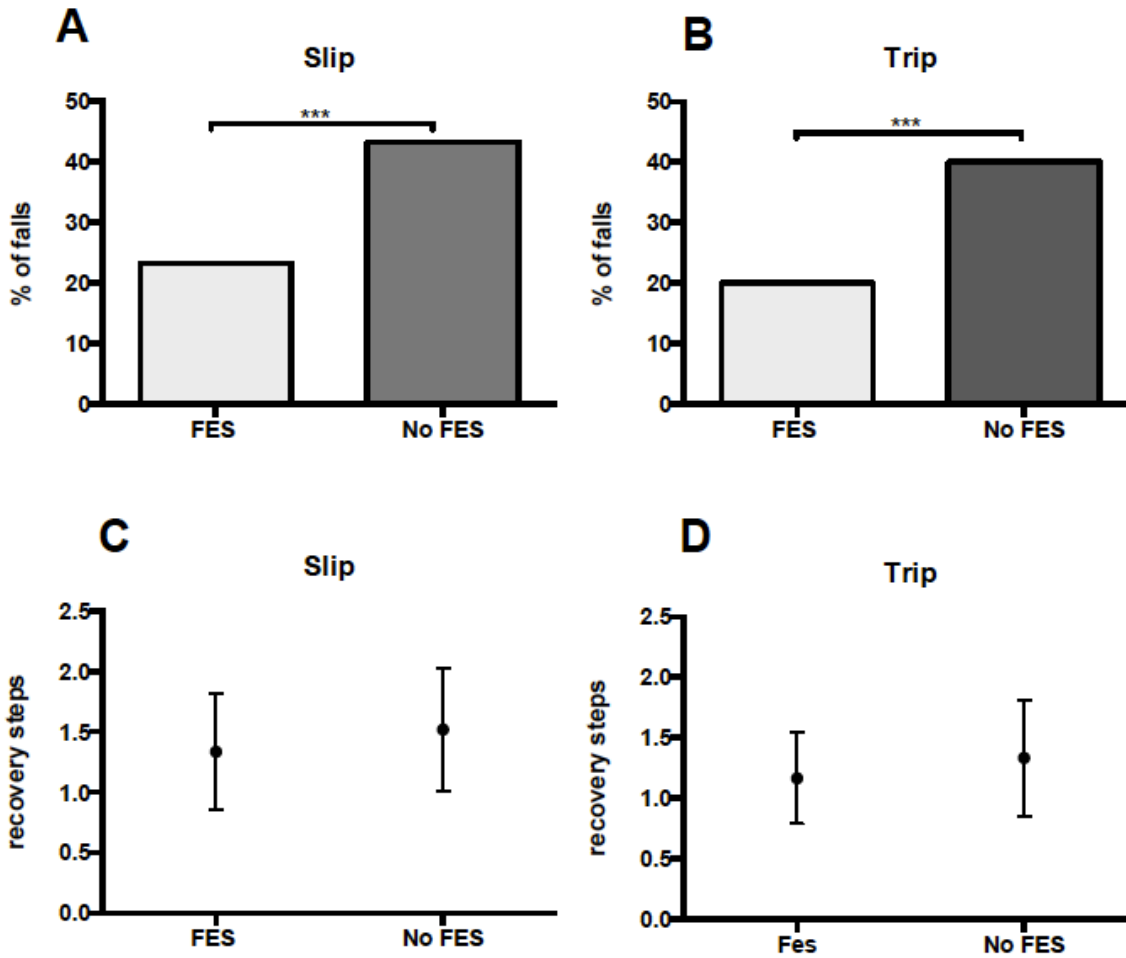 A
Slip
50
40
30
20
10
0
% of falls
***
FES
No FES
B
Trip
50
40
30
20
10
0
% of falls
***
FES
No FES
C
Slip
2.5
2.0
1.5
1.0
0.5
0.0
recovery steps
FES
No FES
D
Trip
2.5
2.0
1.5
1.0
0.5
0.0
recovery steps
Fes
No FES